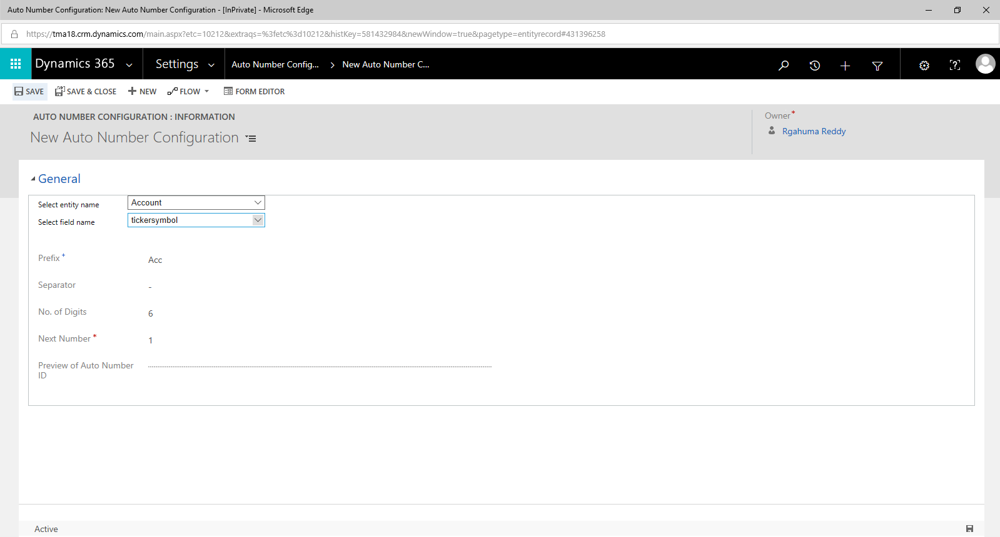 Auto Number Configuration: New Auto Number Configuration - [InPrivate] - Microsoft Edge
https://tma18.crm.dynamics.com/main.aspx?etc=10212&extraqs=%3fetc%3d10212&histKey=581432984&newWindow=true&pagetype=entityrecord#431396258
Dynamics 365 Settings Auto Number Config... > New Auto Number C...
SAVE SAVE & CLOSE NEW FLOW FORM EDITOR
AUTO NUMBER CONFIGURATION : INFORMATION
New Auto Number Configuration
Owner*
Rgahuma Reddy
General
Select entity name Account
Select field name tickersymbol
Prefix + Acc
Separator -
No. of Digits 6
Next Number * 1
Preview of Auto Number
ID
Active